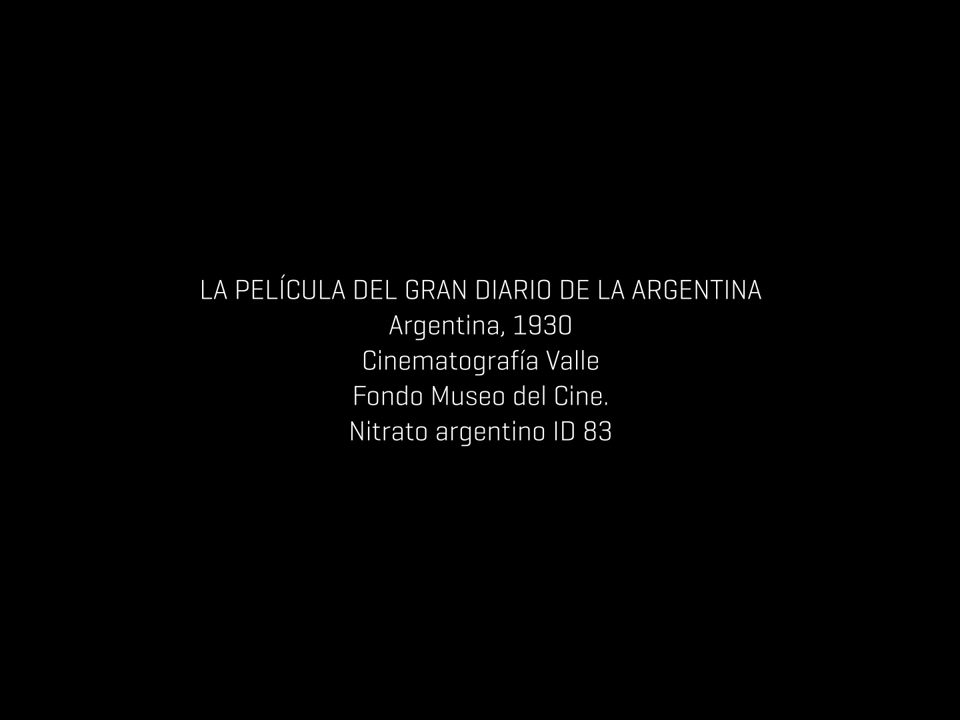 LA PELÍCULA DEL GRAN DIARIO DE LA ARGENTINA
Argentina, 1930
Cinematografía Valle
Fondo Museo del Cine.
Nitrato argentino ID 83